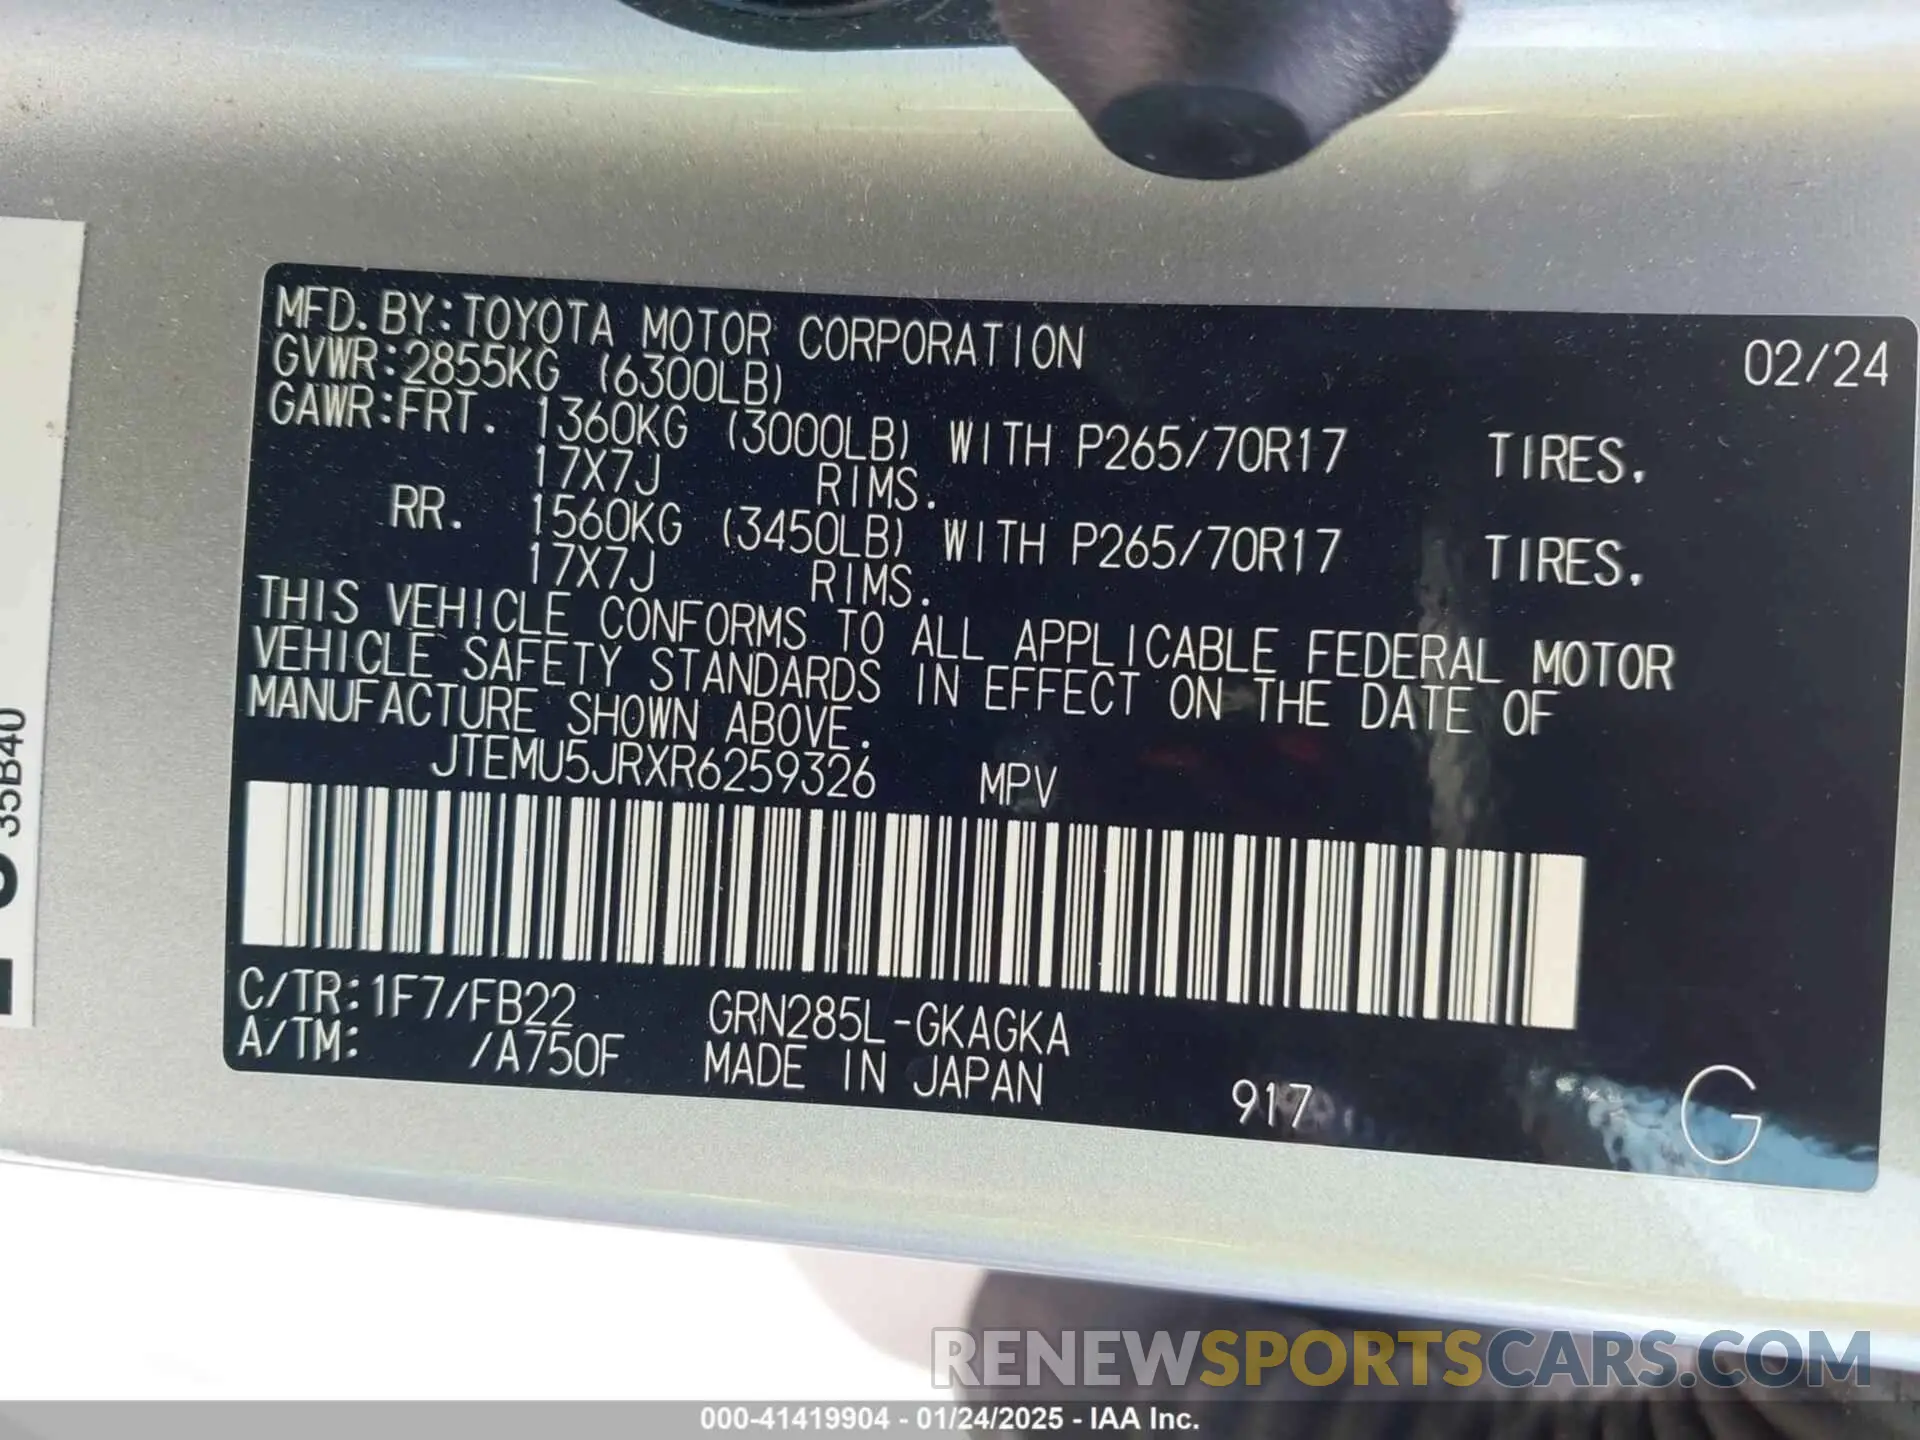 MFD. BY:TOYOTA MOTOR CORPORATION 02/24
GVWR:2855KG (6300LB)
GAWR:FRT. 1360KG (3000LB) WITH P265/70R17 TIRES,
17X7J RIMS.
RR. 1560KG (3450LB) WITH P265/70R17 TIRES,
17X7J RIMS.
THIS VEHICLE CONFORMS TO ALL APPLICABLE FEDERAL MOTOR
VEHICLE SAFETY STANDARDS IN EFFECT ON THE DATE OF
MANUFACTURE SHOWN ABOVE.
JTEMU5JRXR6259326 MPV
C/TR:1F7/FB22 GRN285L-GKAGKA
A/TM: /A750F MADE IN JAPAN 917 G
35B40
RENEWSPORTSCARS.COM
000-41419904 - 01/24/2025 - IAA Inc.